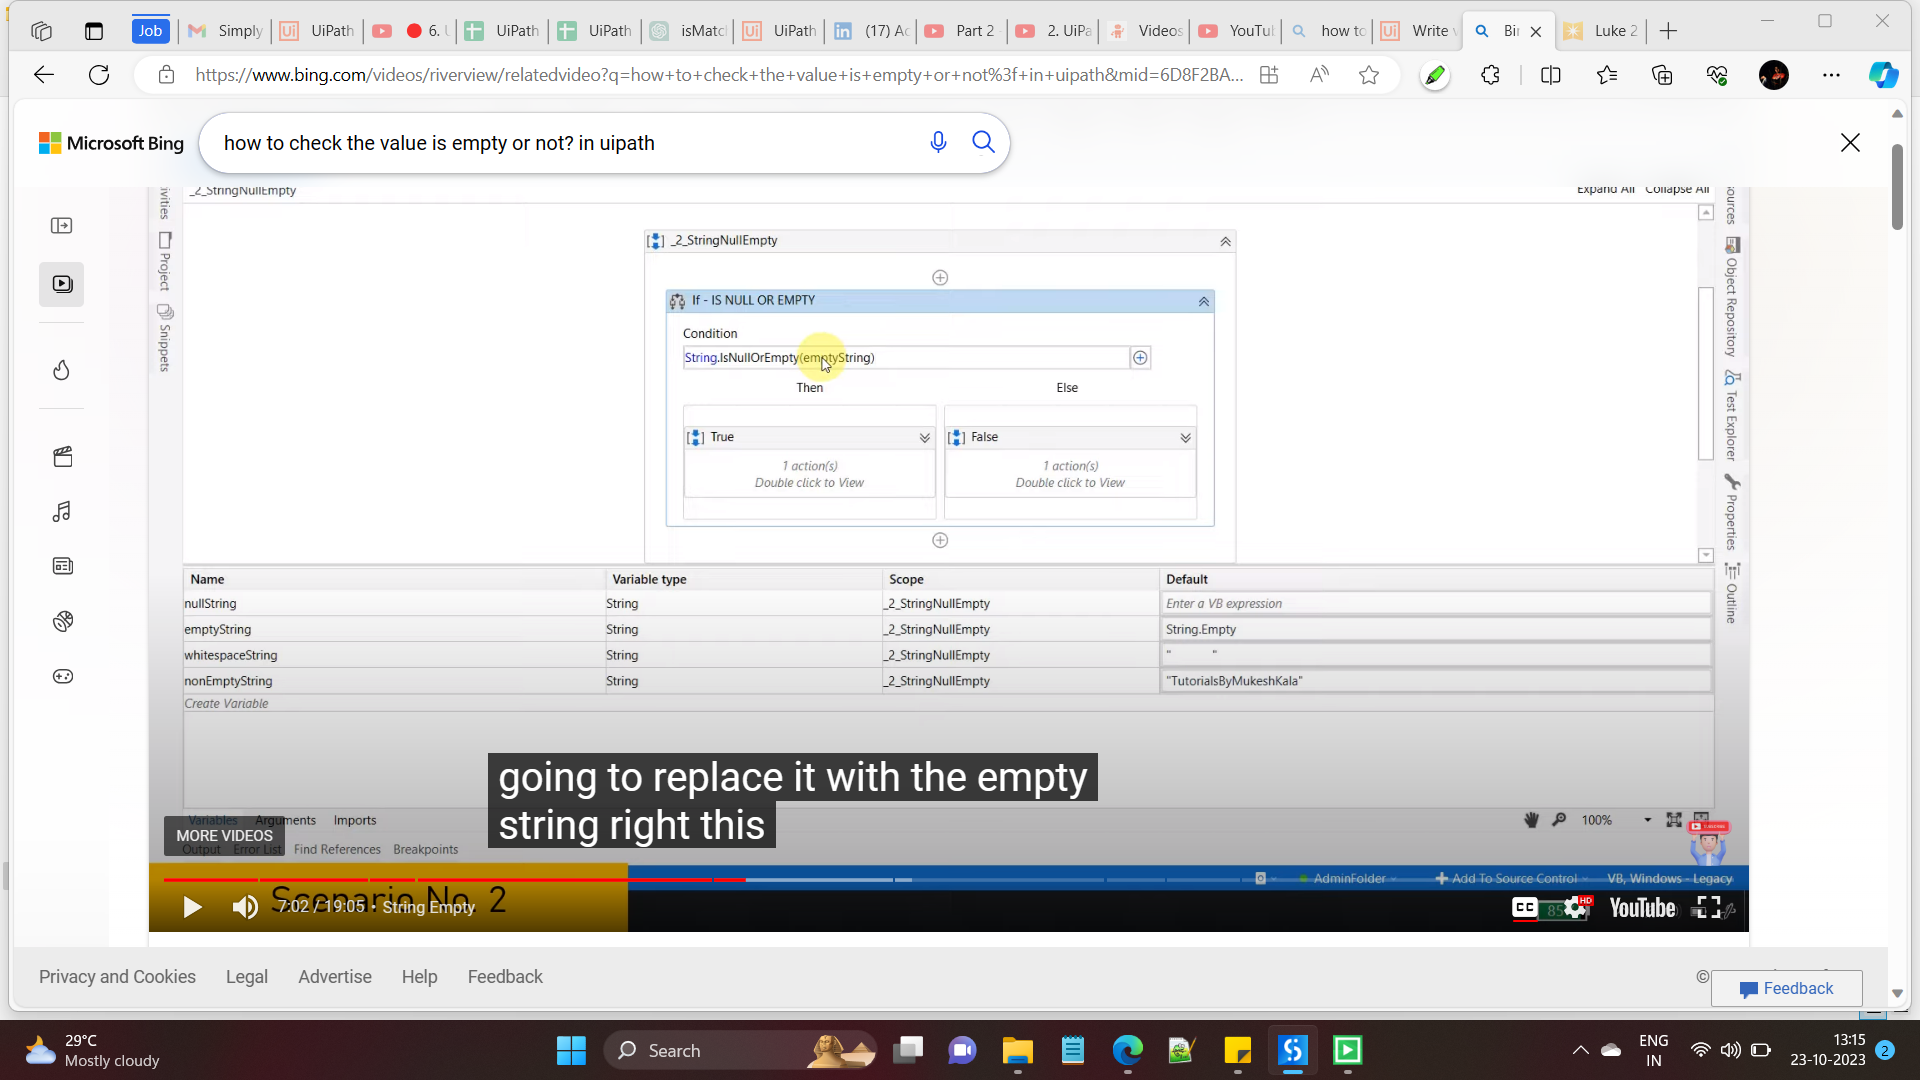 Job
Simply
UiPath
6. U
UiPath
UiPath
isMatc
UiPath
(17) Ac
Part 2
2. UiPa
Videos
YouTu
how to
Write v
Bin
Luke 2
https://www.bing.com/videos/riverview/relatedvideo?q=how+to+check+the+value+is+empty+or+not%3f+in+uipath&mid=6D8F2BA...
Microsoft Bing
how to check the value is empty or not? in uipath
_2_StringNullEmpty
Expand All Collapse All
Project
Snippets
Object Repository
Test Explorer
Properties
Outline
_2_StringNullEmpty
If - IS NULL OR EMPTY
Condition
String.IsNullOrEmpty(emptyString)
Then
Else
True
False
1 action(s)
Double click to View
1 action(s)
Double click to View
Name Variable type Scope Default
nullString String _2_StringNullEmpty Enter a VB expression
emptyString String _2_StringNullEmpty String.Empty
whitespaceString String _2_StringNullEmpty " "
nonEmptyString String _2_StringNullEmpty "TutorialsByMukeshKala"
Create Variable
going to replace it with the empty
string right this
Variables Arguments Imports
100%
MORE VIDEOS
Output Error List Find References Breakpoints
AdminFolder
Add To Source Control
VB, Windows - Legacy
Scenario No. 2
7:02 / 19:05 • String Empty
CC
HD
YouTube
Privacy and Cookies Legal Advertise Help Feedback
©
Feedback
29°C
Mostly cloudy
Search
ENG
IN
13:15
23-10-2023
2